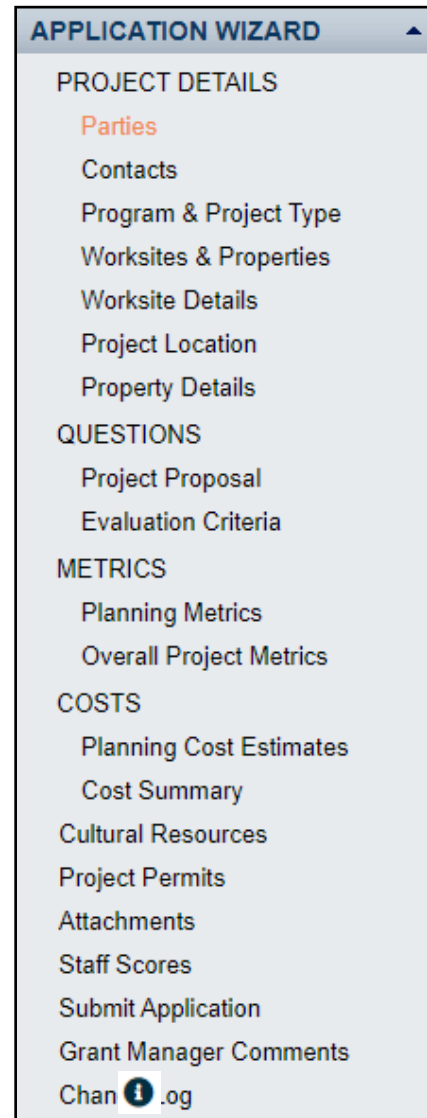 APPLICATION WIZARD
PROJECT DETAILS
Parties
Contacts
Program & Project Type
Worksites & Properties
Worksite Details
Project Location
Property Details
QUESTIONS
Project Proposal
Evaluation Criteria
METRICS
Planning Metrics
Overall Project Metrics
COSTS
Planning Cost Estimates
Cost Summary
Cultural Resources
Project Permits
Attachments
Staff Scores
Submit Application
Grant Manager Comments